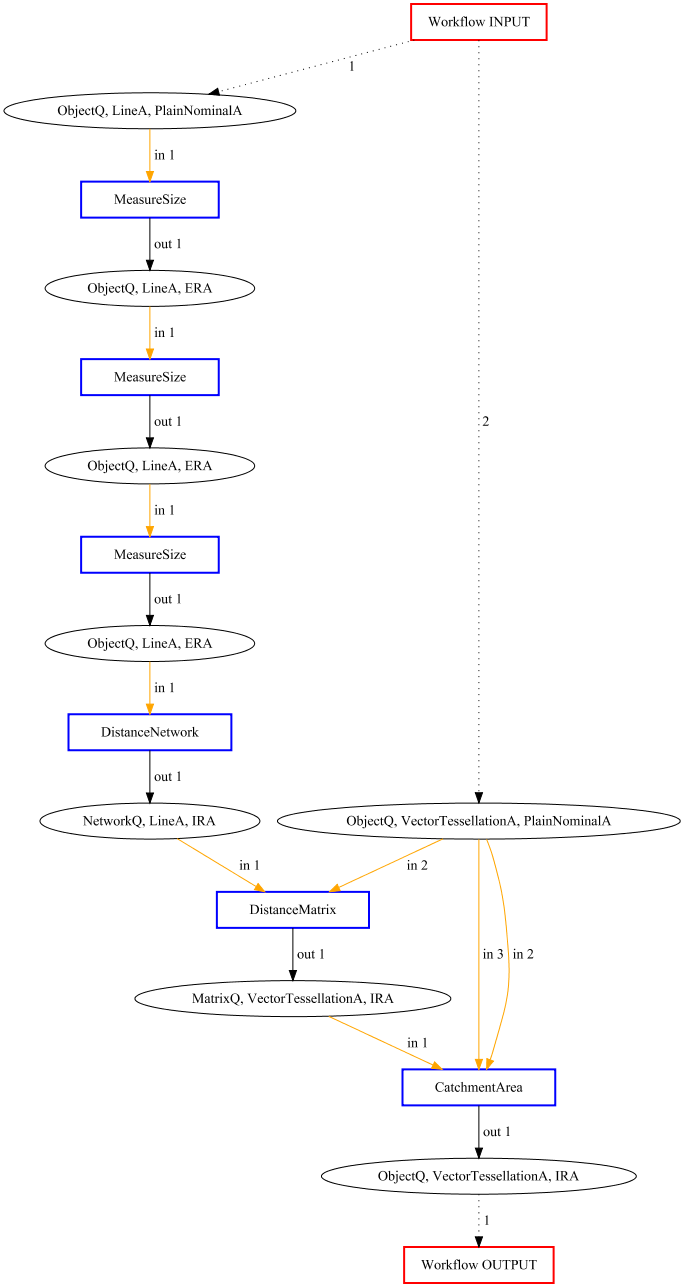 Workflow INPUT
1
ObjectQ, LineA, PlainNominalA
in 1
MeasureSize
out 1
ObjectQ, LineA, ERA
in 1
MeasureSize
out 1
2
ObjectQ, LineA, ERA
in 1
MeasureSize
out 1
ObjectQ, LineA, ERA
in 1
DistanceNetwork
out 1
NetworkQ, LineA, IRA
ObjectQ, VectorTessellationA, PlainNominalA
in 1
in 2
DistanceMatrix
out 1
in 3
in 2
MatrixQ, VectorTessellationA, IRA
in 1
CatchmentArea
out 1
ObjectQ, VectorTessellationA, IRA
1
Workflow OUTPUT